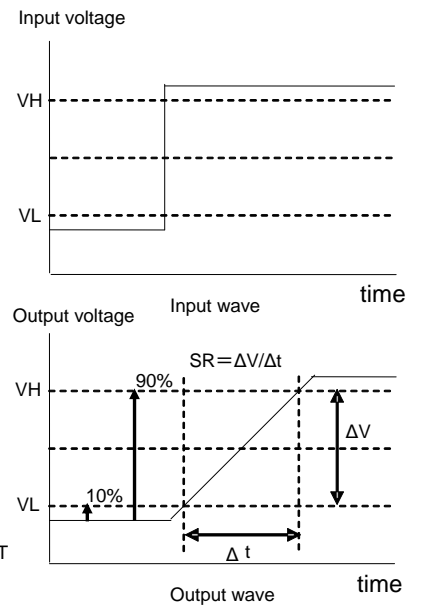 Input voltage
VH
VL
time
Input wave
Output voltage
SR＝ΔV/Δt
90%
VH
ΔV
10%
VL
T
Δ t
time
Output wave